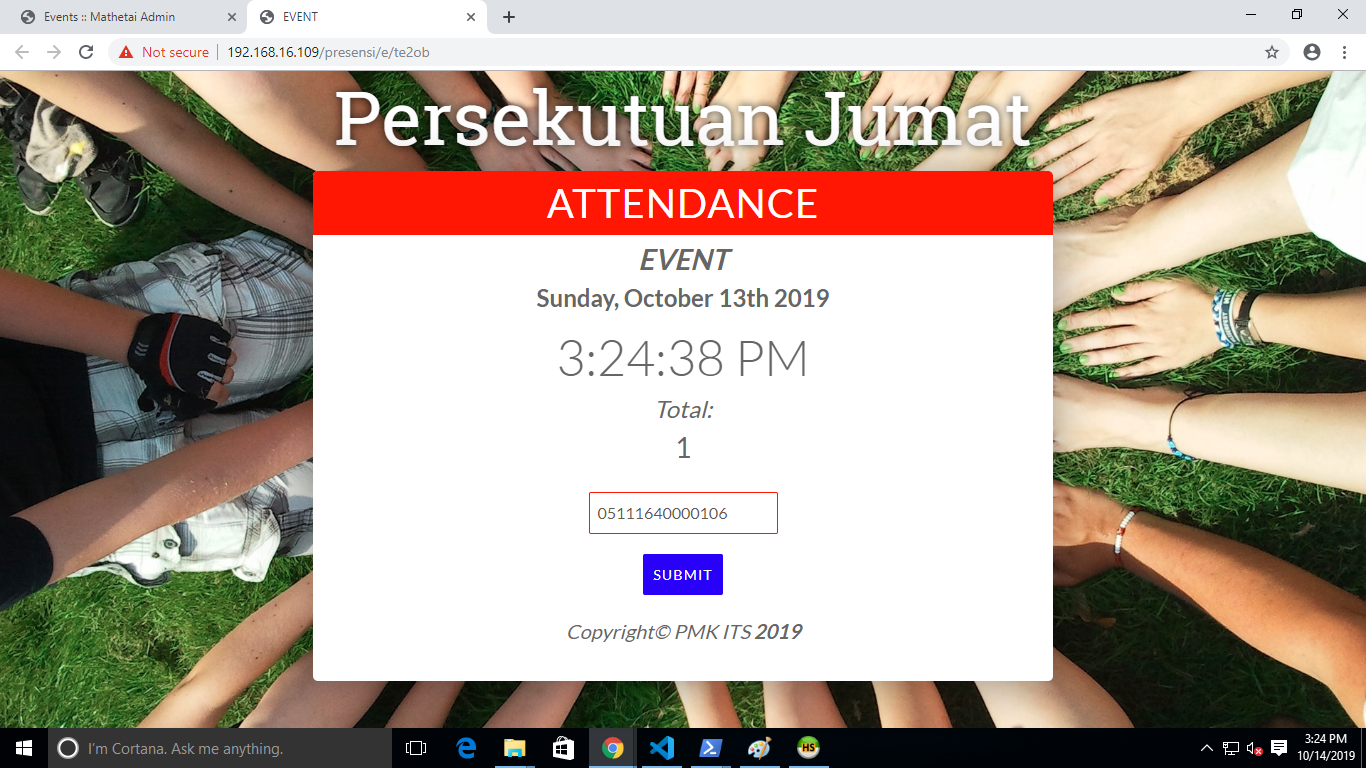 Events :: Mathetai Admin
EVENT
Not secure
192.168.16.109/presensi/e/te2ob
Persekutuan Jumat
ATTENDANCE
EVENT
Sunday, October 13th 2019
3:24:38 PM
Total:
1
05111640000106
SUBMIT
Copyright© PMK ITS 2019
I'm Cortana. Ask me anything.
HS
3:24 PM
10/14/2019